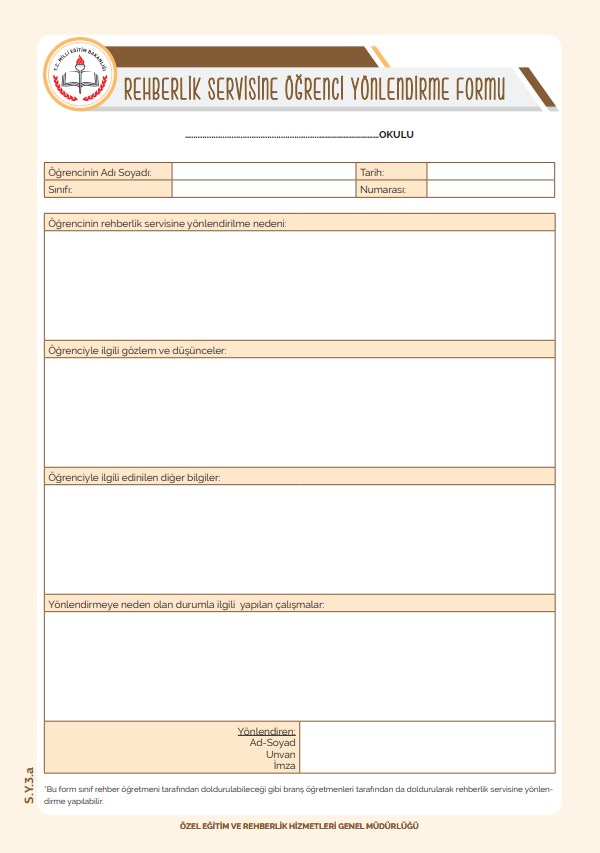 T.C. MİLLİ EĞİTİM BAKANLIĞI
REHBERLİK SERVİSİNE ÖĞRENCİ YÖNLENDİRME FORMU
................................................................................OKULU
Öğrencinin Adı Soyadı:
Tarih:
Sınıfı:
Numarası:
Öğrencinin rehberlik servisine yönlendirilme nedeni:
Öğrenciyle ilgili gözlem ve düşünceler:
Öğrenciyle ilgili edinilen diğer bilgiler:
Yönlendirmeye neden olan durumla ilgili yapılan çalışmalar:
Yönlendiren:
Ad-Soyad
Unvan
İmza
*Bu form sınıf rehber öğretmeni tarafından doldurulabileceği gibi branş öğretmenleri tarafından da doldurularak rehberlik servisine yönlen-
dirme yapılabilir.
S.Y.3.a
ÖZEL EĞİTİM VE REHBERLİK HİZMETLERİ GENEL MÜDÜRLÜĞÜ